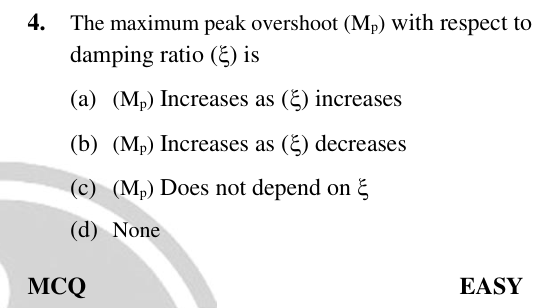 4. The maximum peak overshoot (Mₚ) with respect to
damping ratio (ξ) is
(a) (Mₚ) Increases as (ξ) increases
(b) (Mₚ) Increases as (ξ) decreases
(c) (Mₚ) Does not depend on ξ
(d) None
MCQ EASY